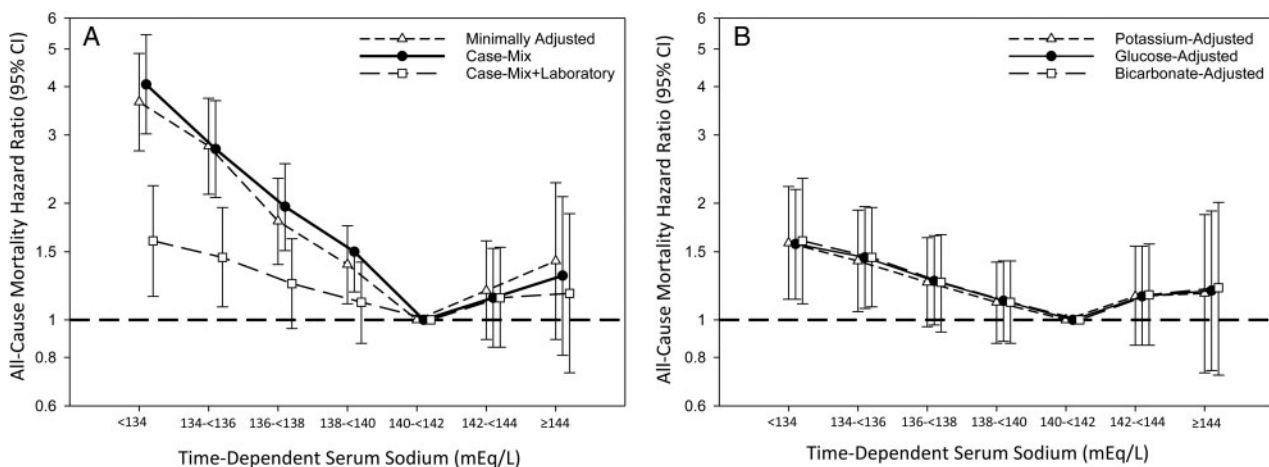 A
Minimally Adjusted
Case-Mix
Case-Mix+Laboratory
All-Cause Mortality Hazard Ratio (95% CI)
6
5
4
3
2
1.5
1
0.8
0.6
<134
134-<136
136-<138
138-<140
140-<142
142-<144
≥144
Time-Dependent Serum Sodium (mEq/L)
B
Potassium-Adjusted
Glucose-Adjusted
Bicarbonate-Adjusted
All-Cause Mortality Hazard Ratio (95% CI)
6
5
4
3
2
1.5
1
0.8
0.6
<134
134-<136
136-<138
138-<140
140-<142
142-<144
≥144
Time-Dependent Serum Sodium (mEq/L)